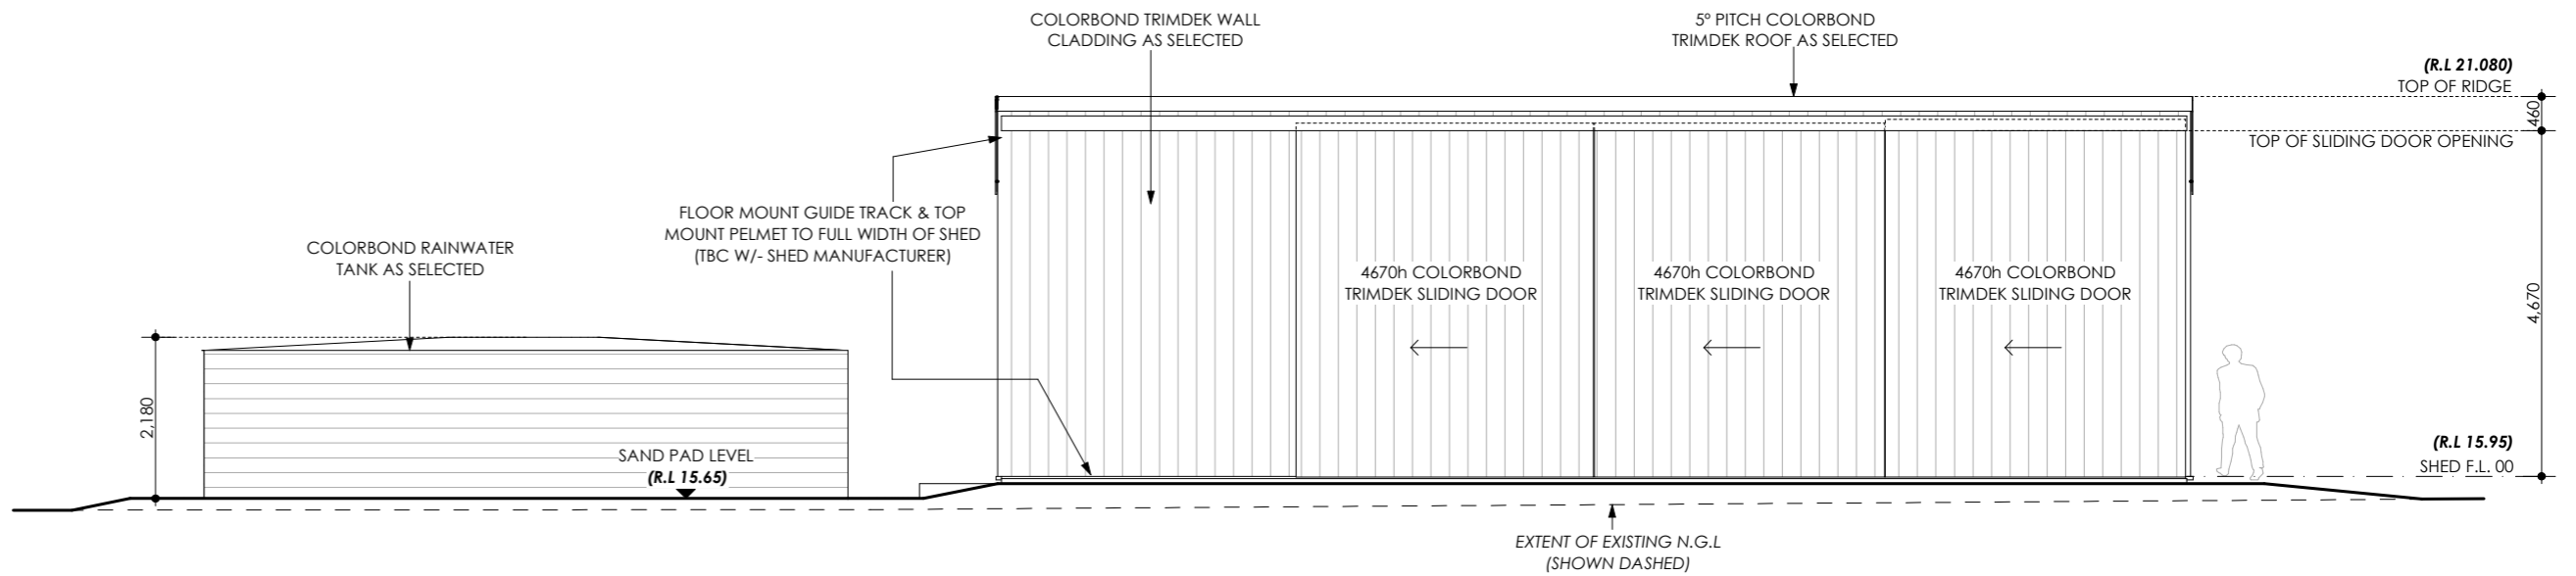 COLORBOND TRIMDEK WALL
CLADDING AS SELECTED
5° PITCH COLORBOND
TRIMDEK ROOF AS SELECTED
(R.L 21.080)
TOP OF RIDGE
460
TOP OF SLIDING DOOR OPENING
FLOOR MOUNT GUIDE TRACK & TOP
MOUNT PELMET TO FULL WIDTH OF SHED
(TBC W/- SHED MANUFACTURER)
COLORBOND RAINWATER
TANK AS SELECTED
4670h COLORBOND
TRIMDEK SLIDING DOOR
4670h COLORBOND
TRIMDEK SLIDING DOOR
4670h COLORBOND
TRIMDEK SLIDING DOOR
4,670
2,180
SAND PAD LEVEL
(R.L 15.65)
(R.L 15.95)
SHED F.L. 00
EXTENT OF EXISTING N.G.L
(SHOWN DASHED)